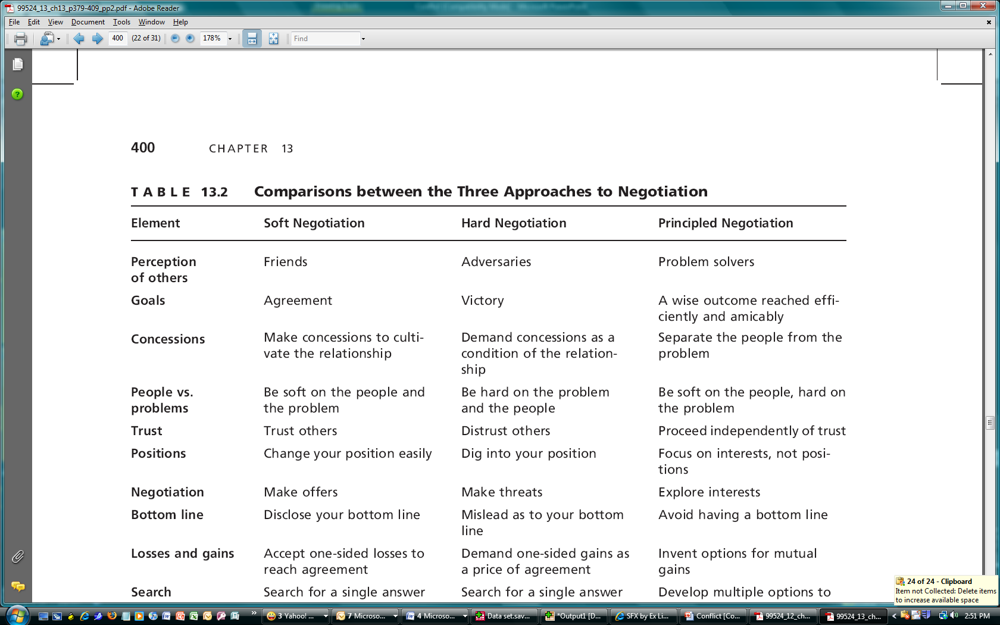 99524_13_ch13_p379-409_pp2.pdf - Adobe Reader
File Edit View Document Tools Window Help
400 (22 of 31) 178% Find
400 CHAPTER 13
TABLE 13.2 Comparisons between the Three Approaches to Negotiation
Element Soft Negotiation Hard Negotiation Principled Negotiation
Perception Friends Adversaries Problem solvers
of others
Goals Agreement Victory A wise outcome reached effi-
ciently and amicably
Concessions Make concessions to culti- Demand concessions as a Separate the people from the
vate the relationship condition of the relation- problem
ship
People vs. Be soft on the people and Be hard on the problem Be soft on the people, hard on
problems the problem and the people the problem
Trust Trust others Distrust others Proceed independently of trust
Positions Change your position easily Dig into your position Focus on interests, not posi-
tions
Negotiation Make offers Make threats Explore interests
Bottom line Disclose your bottom line Mislead as to your bottom Avoid having a bottom line
line
Losses and gains Accept one-sided losses to Demand one-sided gains as Invent options for mutual
reach agreement a price of agreement gains
Search Search for a single answer Search for a single answer Develop multiple options to
24 of 24 - Clipboard
Item not Collected: Delete items
to increase available space
3 Yahoo! ... 7 Microso... 4 Microso... Data set.sav... *Output1 [D... SFX by Ex Li... Conflict [Co... 99524_12_ch... 99524_13_ch... 2:51 PM